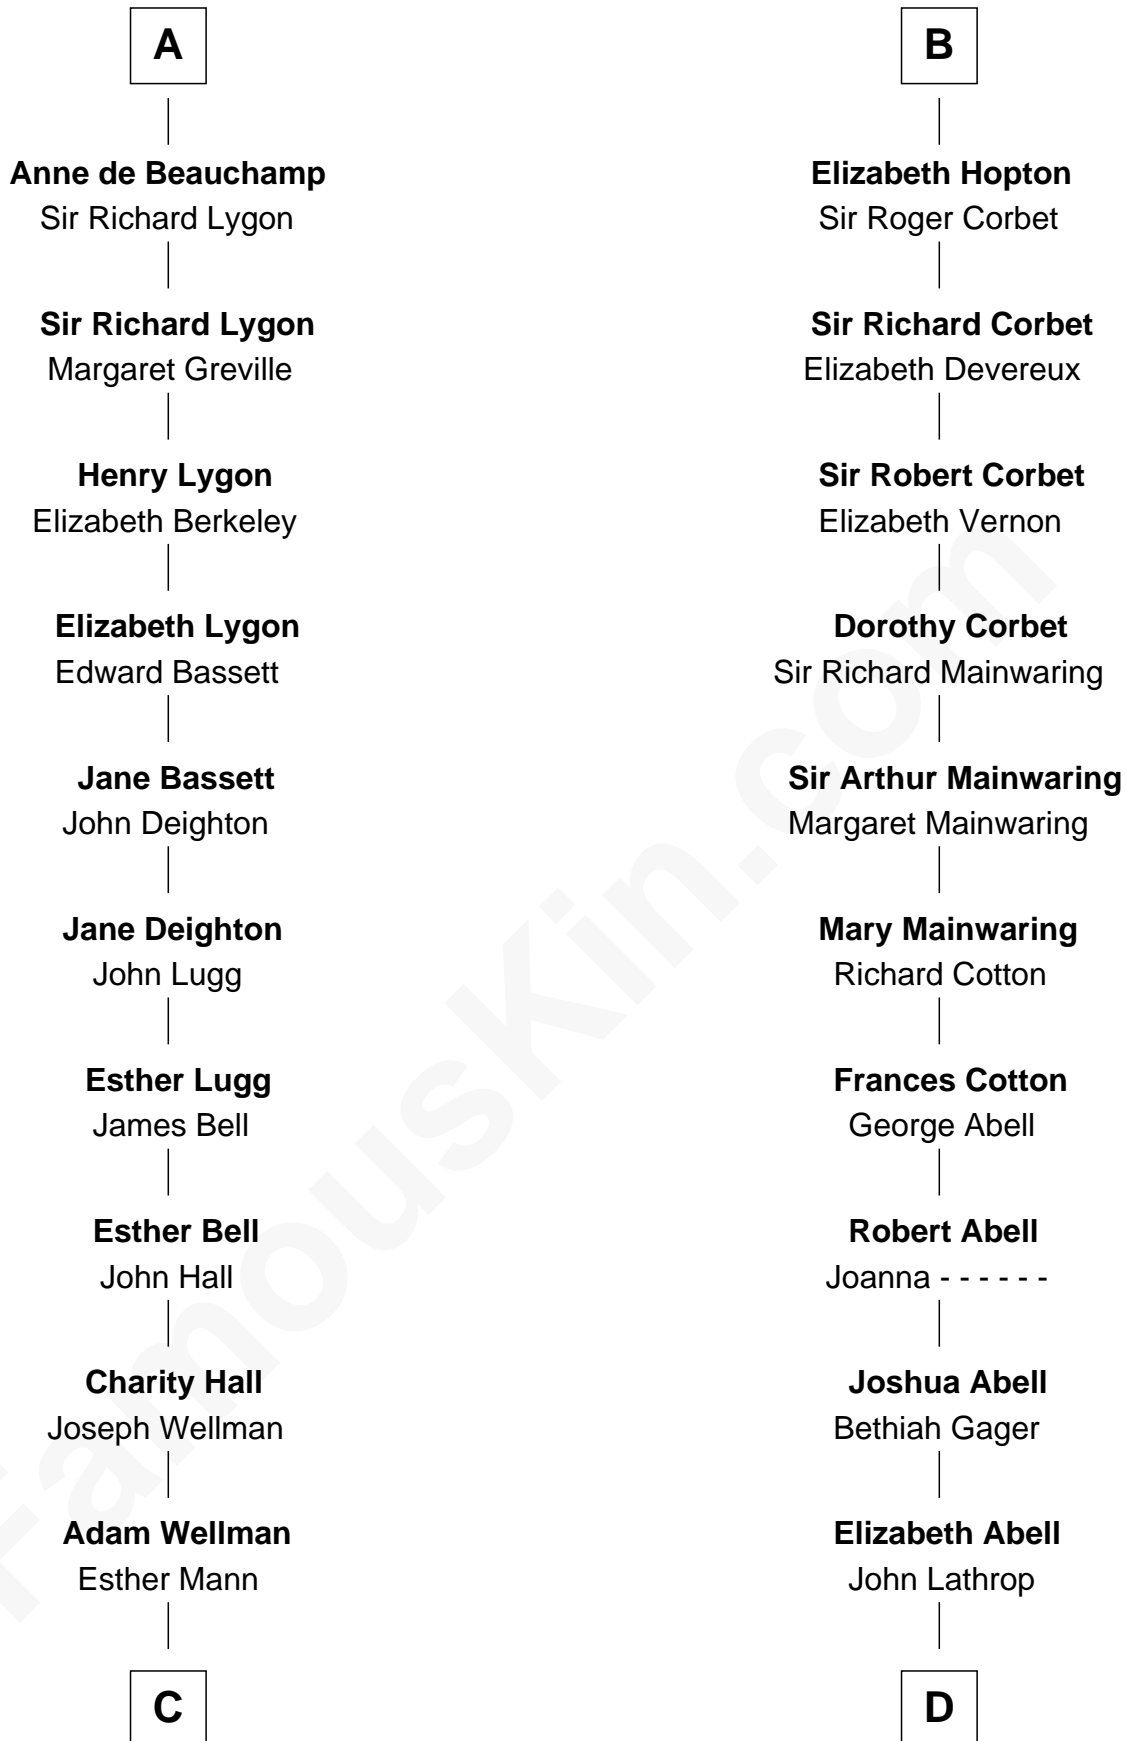 A
Anne de Beauchamp
Sir Richard Lygon
Sir Richard Lygon
Margaret Greville
Henry Lygon
Elizabeth Berkeley
Elizabeth Lygon
Edward Bassett
Jane Bassett
John Deighton
Jane Deighton
John Lugg
Esther Lugg
James Bell
Esther Bell
John Hall
Charity Hall
Joseph Wellman
Adam Wellman
Esther Mann
C
B
Elizabeth Hopton
Sir Roger Corbet
Sir Richard Corbet
Elizabeth Devereux
Sir Robert Corbet
Elizabeth Vernon
Dorothy Corbet
Sir Richard Mainwaring
Sir Arthur Mainwaring
Margaret Mainwaring
Mary Mainwaring
Richard Cotton
Frances Cotton
George Abell
Robert Abell
Joanna - - - - - -
Joshua Abell
Bethiah Gager
Elizabeth Abell
John Lathrop
D
FamousKin.com